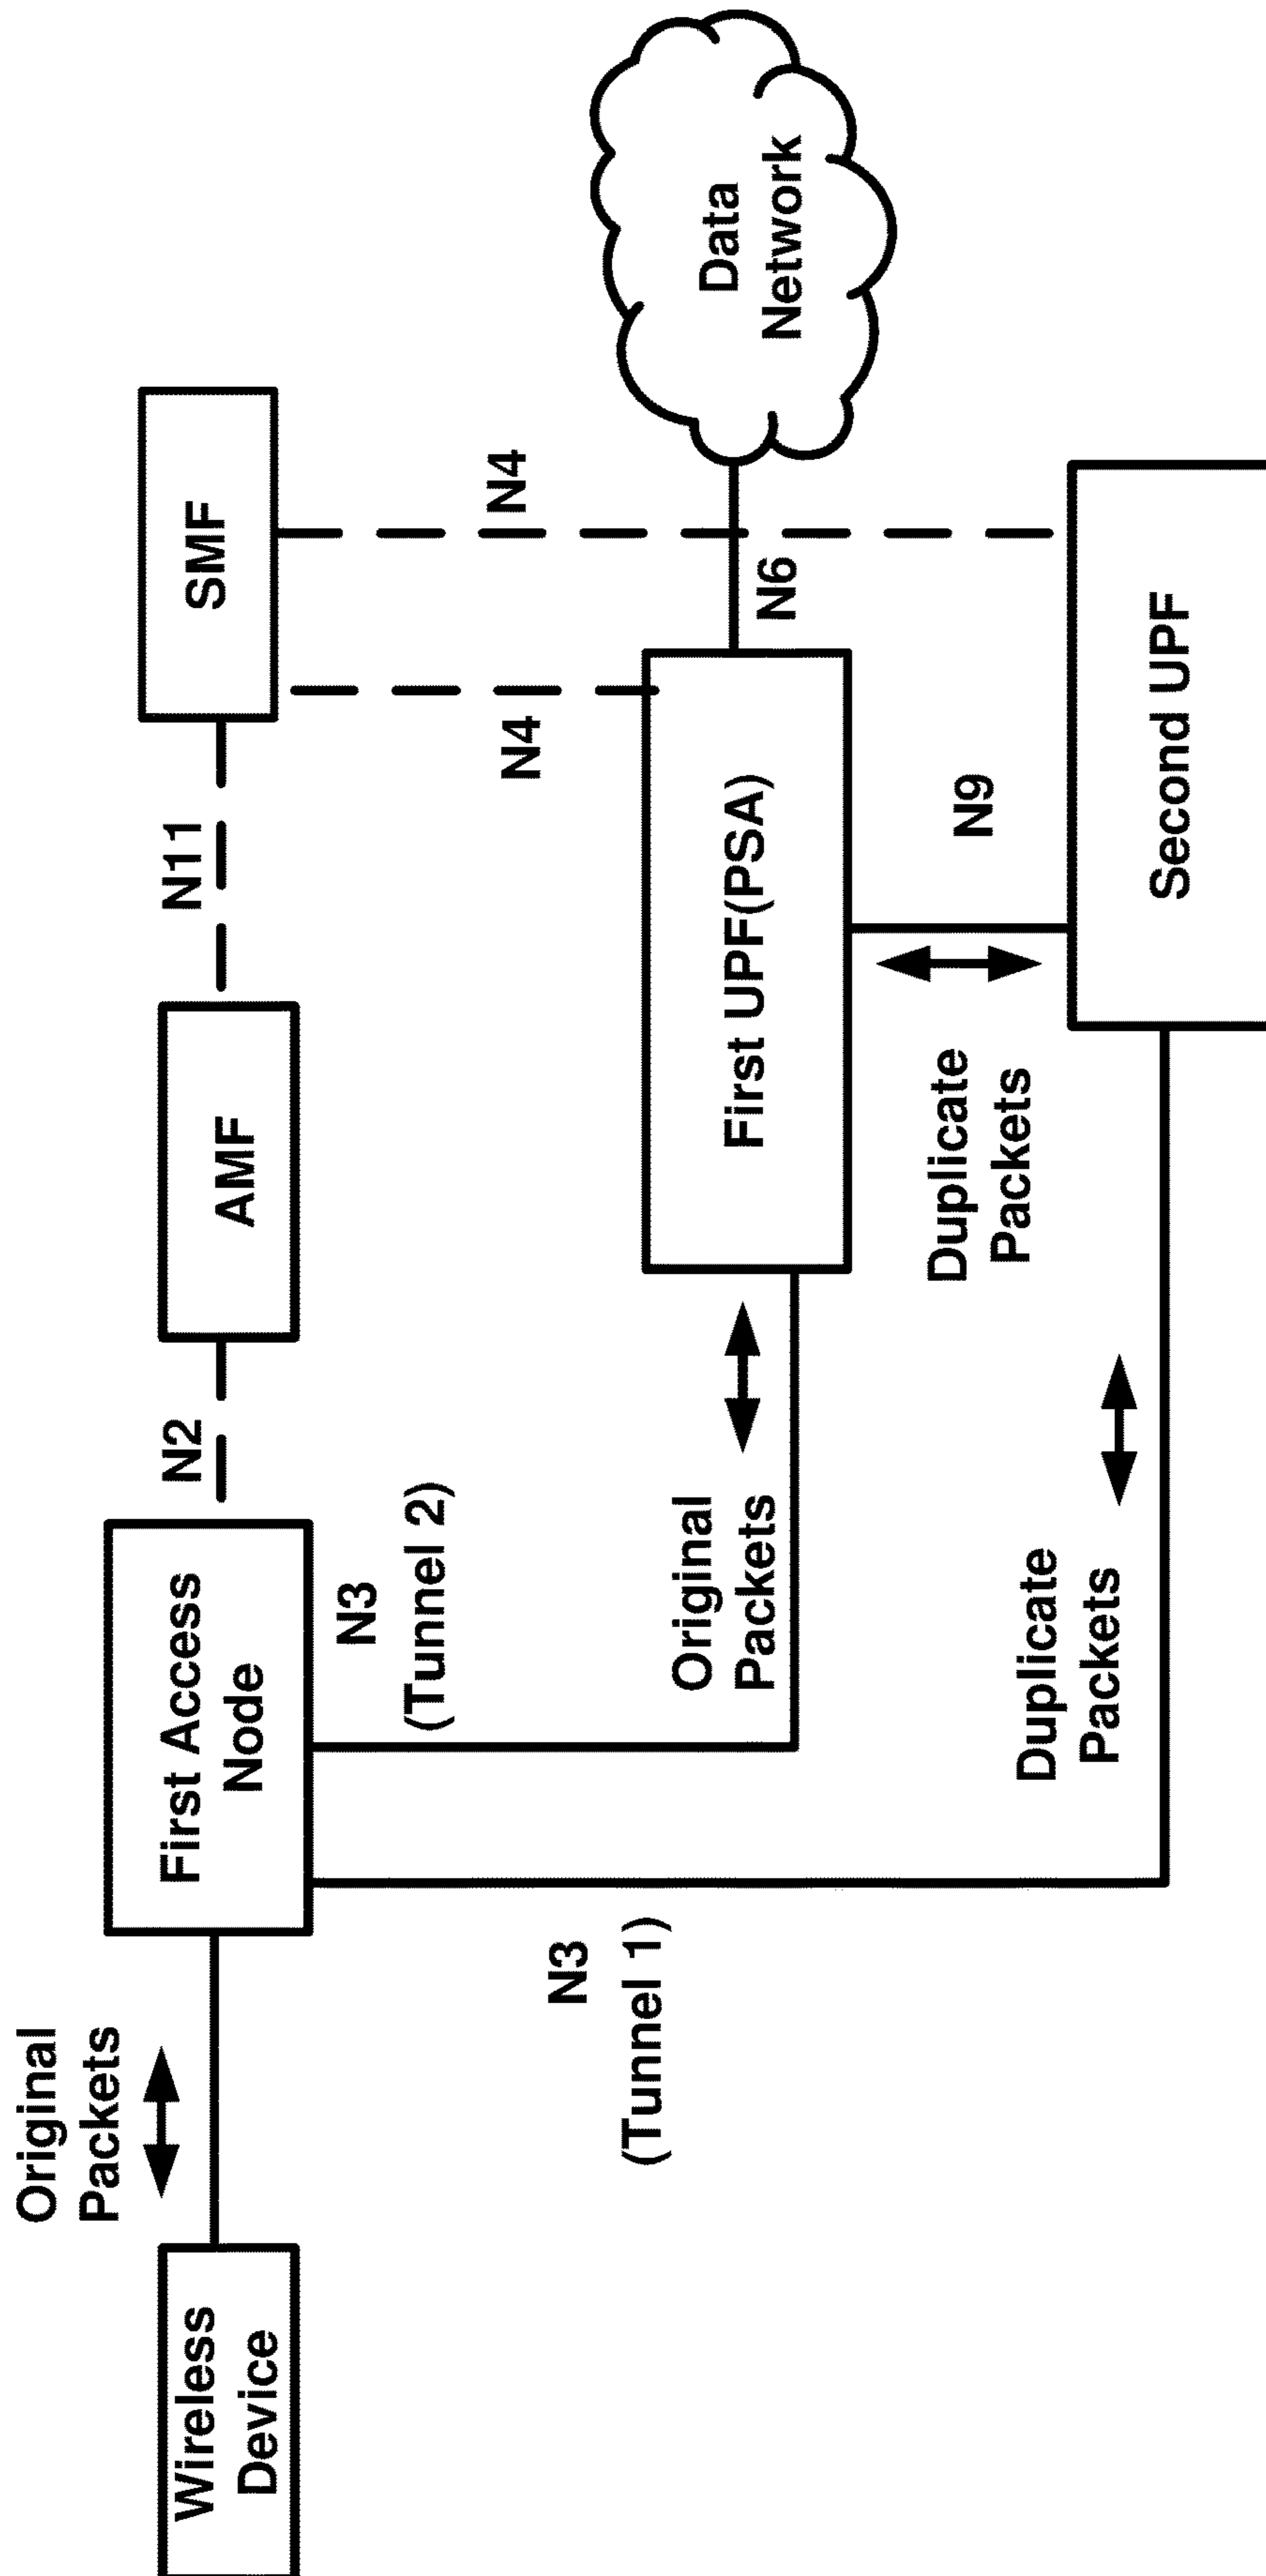 Original
Packets
Wireless
Device
First Access
Node
N2
AMF
N11
SMF
N3
(Tunnel 2)
N4
N4
N3
(Tunnel 1)
Original
Packets
First UPF(PSA)
N6
Data
Network
Duplicate
Packets
N9
Duplicate
Packets
Second UPF